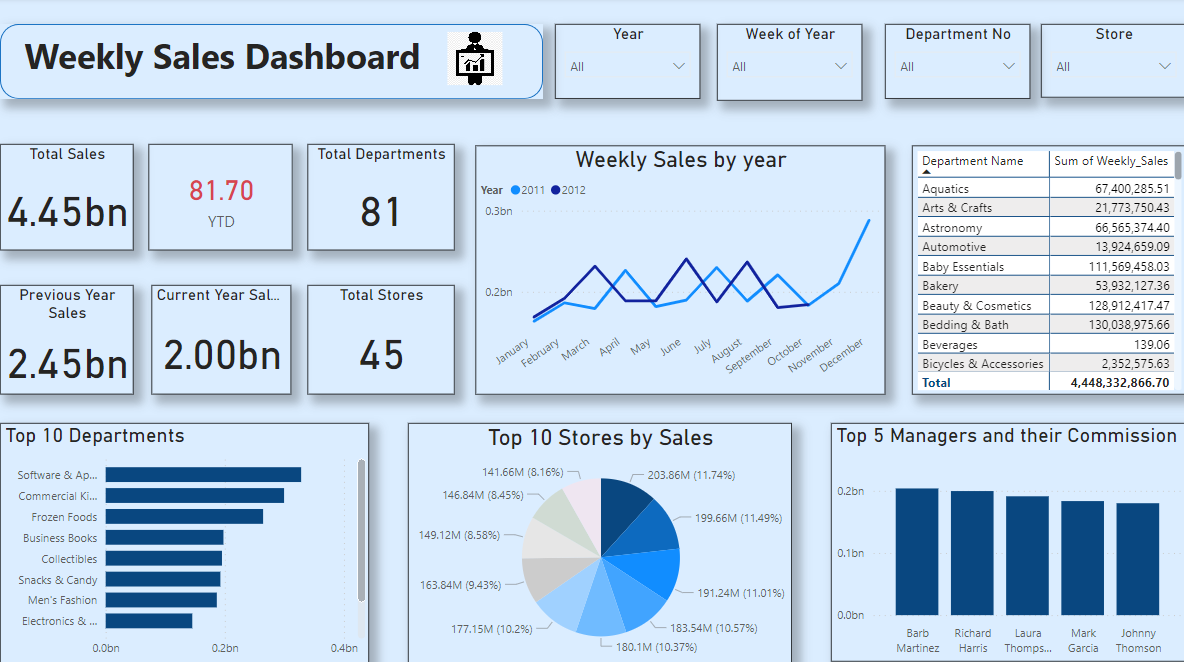 Weekly Sales Dashboard
Year
All
Week of Year
All
Department No
All
Store
All
Total Sales
4.45bn
81.70
YTD
Total Departments
81
Previous Year
Sales
2.45bn
Current Year Sal...
2.00bn
Total Stores
45
Weekly Sales by year
Year 2011 2012
0.3bn
0.2bn
January
February
March
April
May
June
July
August
September
October
November
December
Department Name Sum of Weekly_Sales
Aquatics 67,400,285.51
Arts & Crafts 21,773,750.43
Astronomy 66,565,374.40
Automotive 13,924,659.09
Baby Essentials 111,569,458.03
Bakery 53,932,127.36
Beauty & Cosmetics 128,912,417.47
Bedding & Bath 130,038,975.66
Beverages 139.06
Bicycles & Accessories 2,352,575.63
Total 4,448,332,866.70
Top 10 Departments
Software & Ap...
Commercial Ki...
Frozen Foods
Business Books
Collectibles
Snacks & Candy
Men's Fashion
Electronics & ...
0.0bn 0.2bn 0.4bn
Top 10 Stores by Sales
203.86M (11.74%)
199.66M (11.49%)
191.24M (11.01%)
183.54M (10.57%)
180.1M (10.37%)
177.15M (10.2%)
163.84M (9.43%)
149.12M (8.58%)
146.84M (8.45%)
141.66M (8.16%)
Top 5 Managers and their Commission
0.2bn
0.1bn
0.0bn
Barb
Martinez
Richard
Harris
Laura
Thomps...
Mark
Garcia
Johnny
Thomson